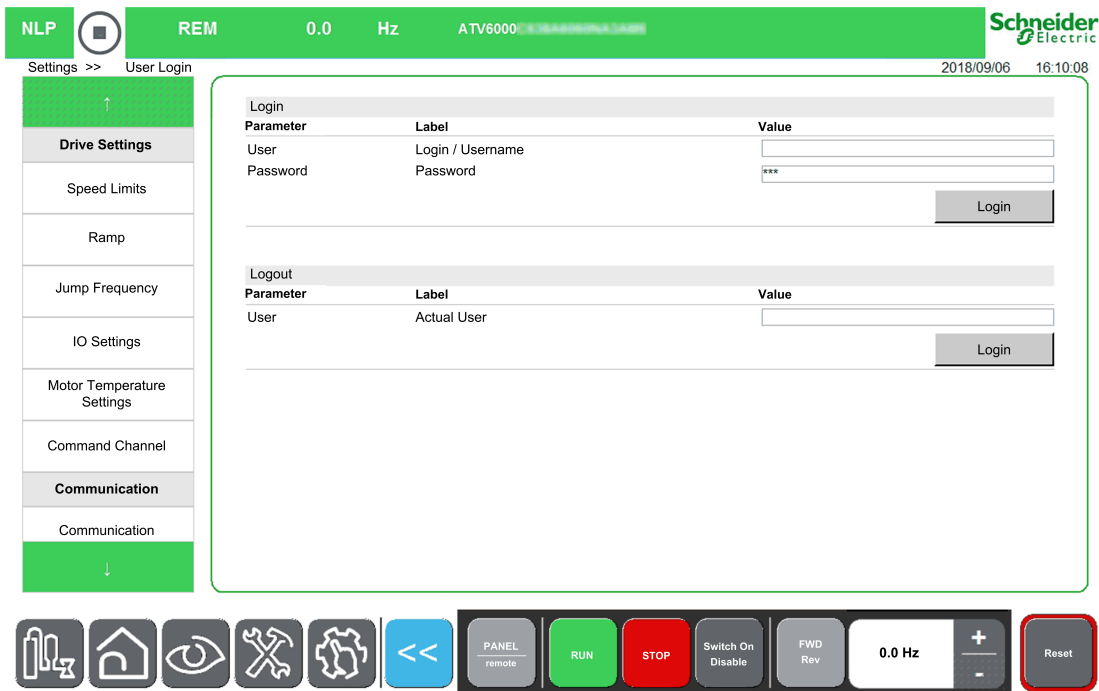 NLP REM 0.0 Hz ATV6000
Schneider
Electric
Settings >> User Login
2018/09/06 16:10:08
↑
Drive Settings
Speed Limits
Ramp
Jump Frequency
IO Settings
Motor Temperature
Settings
Command Channel
Communication
Communication
↓
Login
Parameter Label Value
User Login / Username
Password Password ***
Login
Logout
Parameter Label Value
User Actual User
Login
<<
PANEL
remote
RUN
STOP
Switch On
Disable
FWD
Rev
0.0 Hz
+
-
Reset